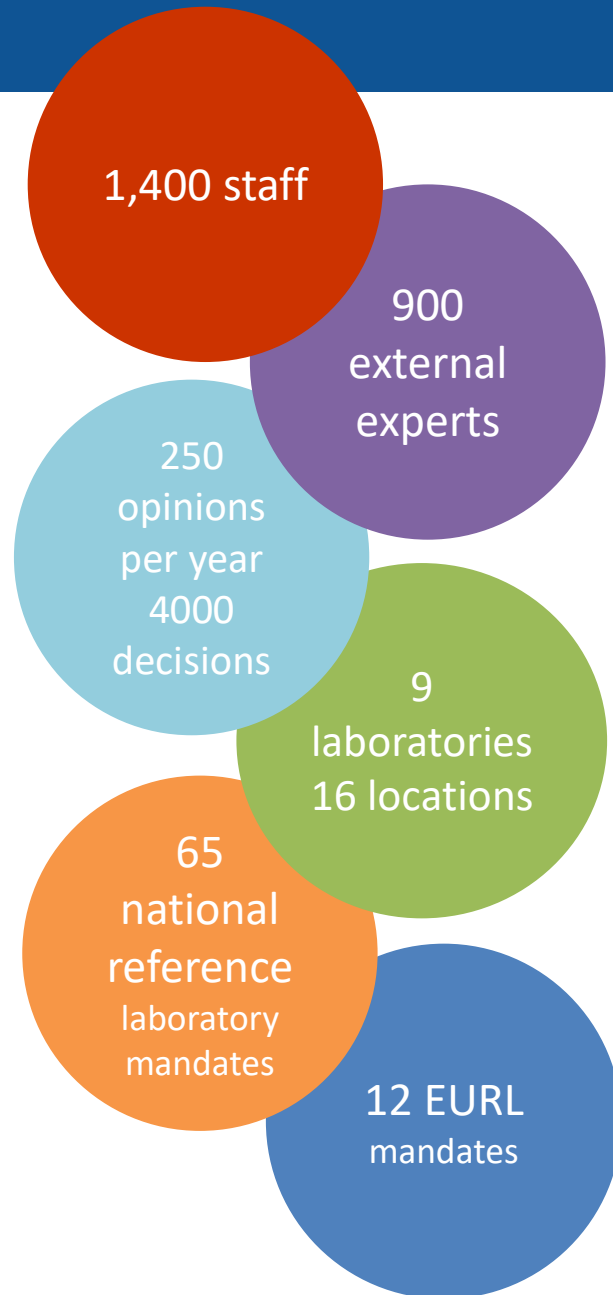 1,400 staff
900
external
experts
250
opinions
per year
4000
decisions
9
laboratories
16 locations
65
national
reference
laboratory
mandates
12 EURL
mandates